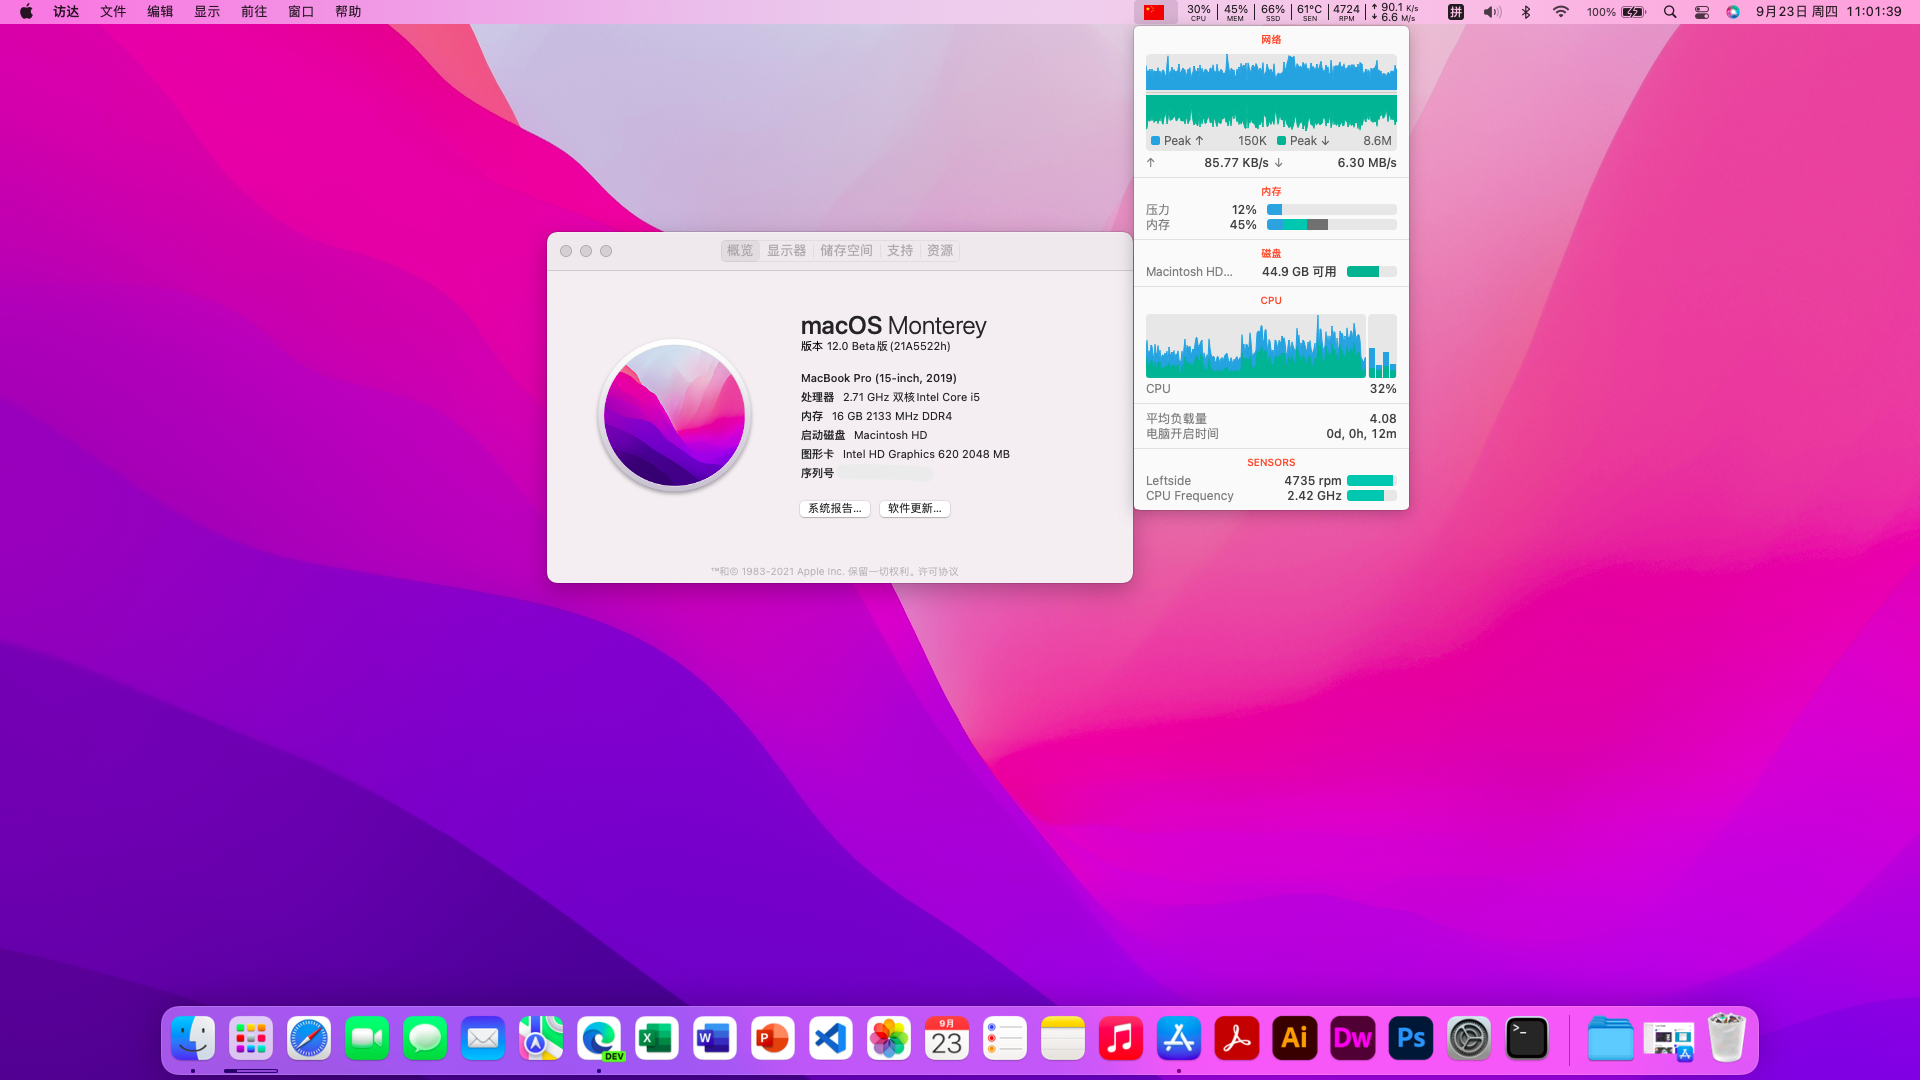 访达 文件 编辑 显示 前往 窗口 帮助
30% CPU 45% MEM 66% SSD 61°C SEN 4724 RPM ↑ 90.1 K/s ↓ 6.6 M/s 拼 100% 9月23日 周四 11:01:39
网络
Peak ↑ 150K Peak ↓ 8.6M
↑ 85.77 KB/s ↓ 6.30 MB/s
内存
压力 12%
内存 45%
磁盘
Macintosh HD... 44.9 GB 可用
CPU
CPU 32%
平均负载量 4.08
电脑开启时间 0d, 0h, 12m
SENSORS
Leftside 4735 rpm
CPU Frequency 2.42 GHz
概览 显示器 储存空间 支持 资源
macOS Monterey
版本 12.0 Beta版 (21A5522h)
MacBook Pro (15-inch, 2019)
处理器 2.71 GHz 双核Intel Core i5
内存 16 GB 2133 MHz DDR4
启动磁盘 Macintosh HD
图形卡 Intel HD Graphics 620 2048 MB
序列号
系统报告... 软件更新...
™和© 1983-2021 Apple Inc. 保留一切权利。许可协议
DEV X W P 9月 23 Ai Dw Ps >_